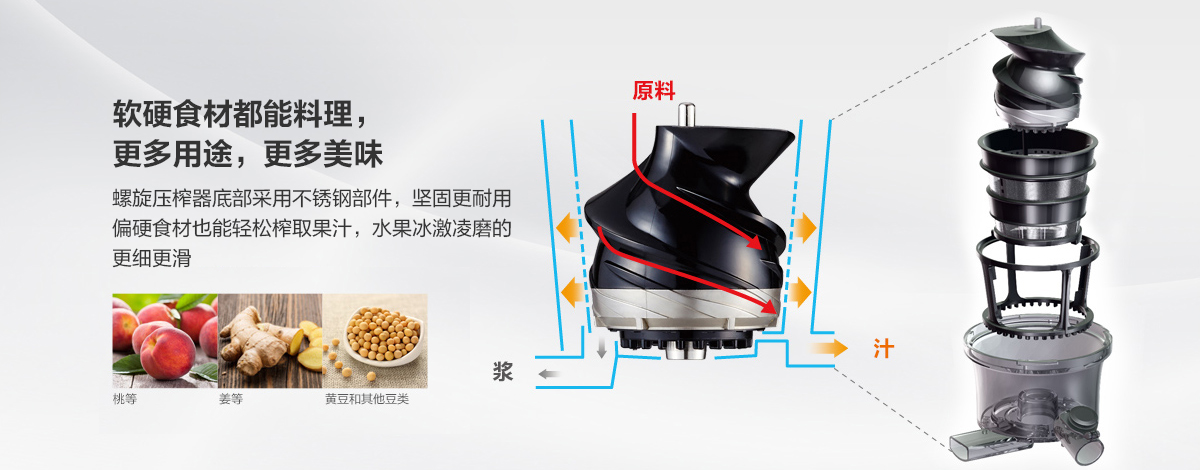 软硬食材都能料理，
更多用途，更多美味
螺旋压榨器底部采用不锈钢部件，坚固更耐用
偏硬食材也能轻松榨取果汁，水果冰激凌磨的
更细更滑
桃等
姜等
黄豆和其他豆类
原料
浆
汁